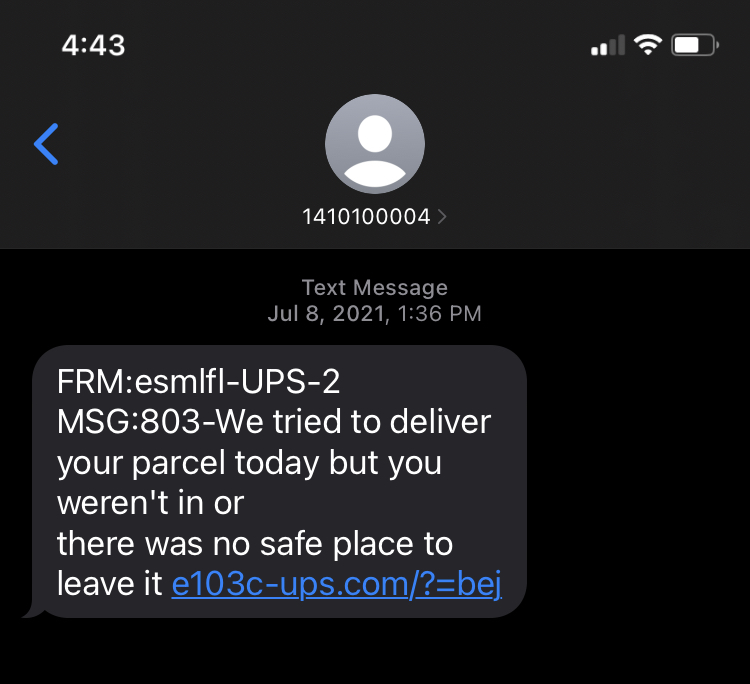 4:43
1410100004
Text Message
Jul 8, 2021, 1:36 PM
FRM:esmlfl-UPS-2
MSG:803-We tried to deliver
your parcel today but you
weren't in or
there was no safe place to
leave it e103c-ups.com/?=bej